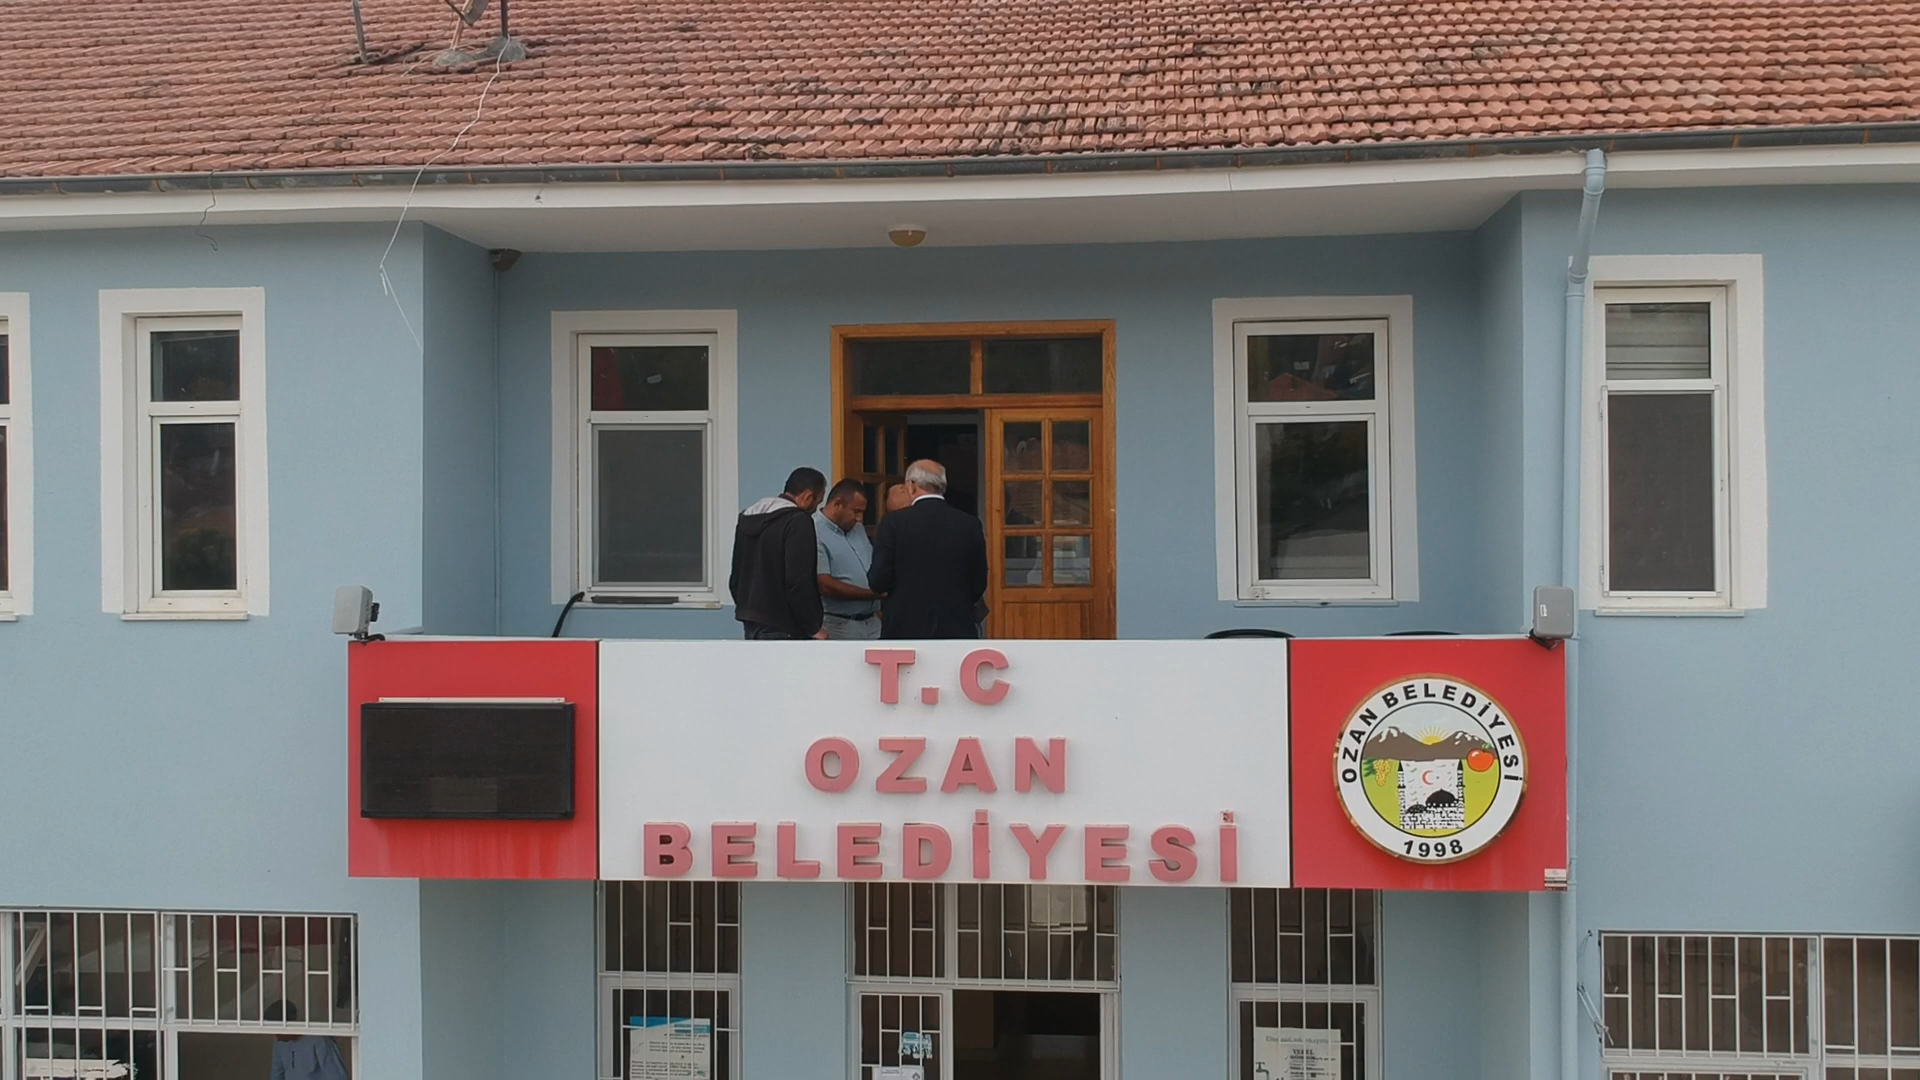 T.C
OZAN
BELEDİYESİ
OZAN BELEDİYESİ
1998